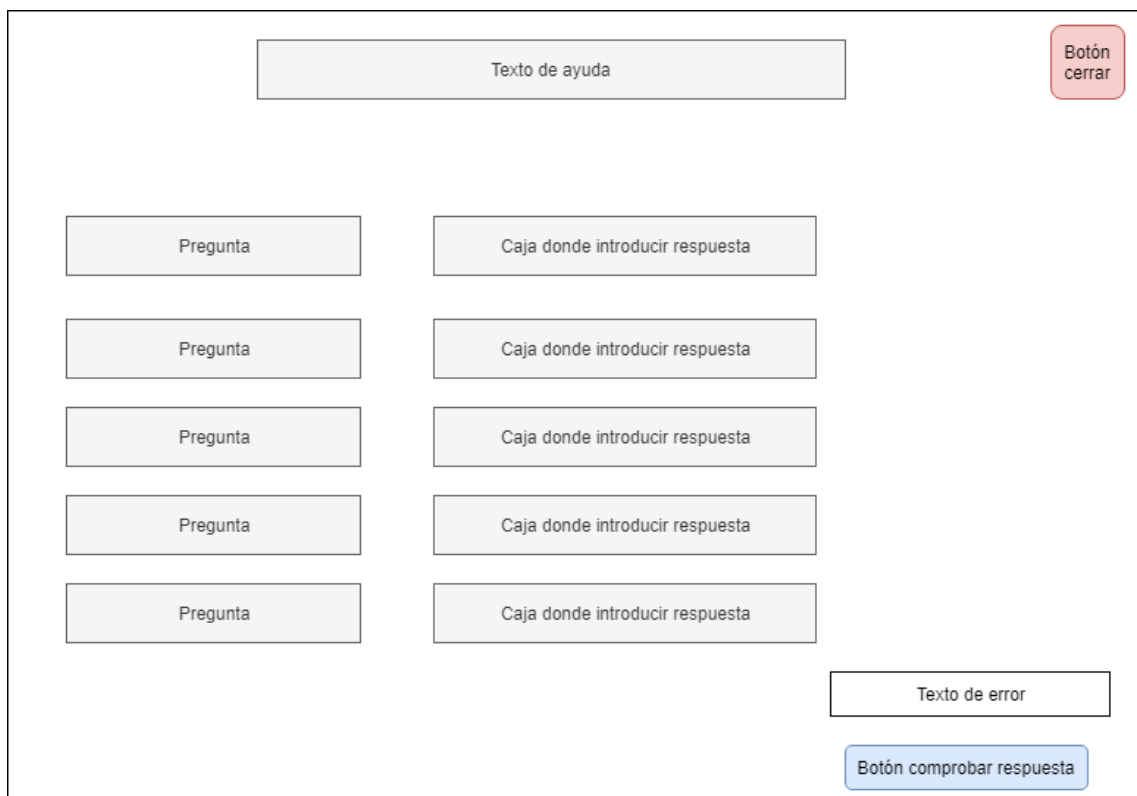 Texto de ayuda
Botón
cerrar
Pregunta
Caja donde introducir respuesta
Pregunta
Caja donde introducir respuesta
Pregunta
Caja donde introducir respuesta
Pregunta
Caja donde introducir respuesta
Pregunta
Caja donde introducir respuesta
Texto de error
Botón comprobar respuesta